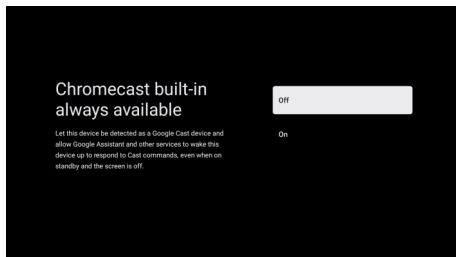 Chromecast built-in
always available
Let this device be detected as a Google Cast device and
allow Google Assistant and other services to wake this
device up to respond to Cast commands, even when on
standby and the screen is off.
Off
On